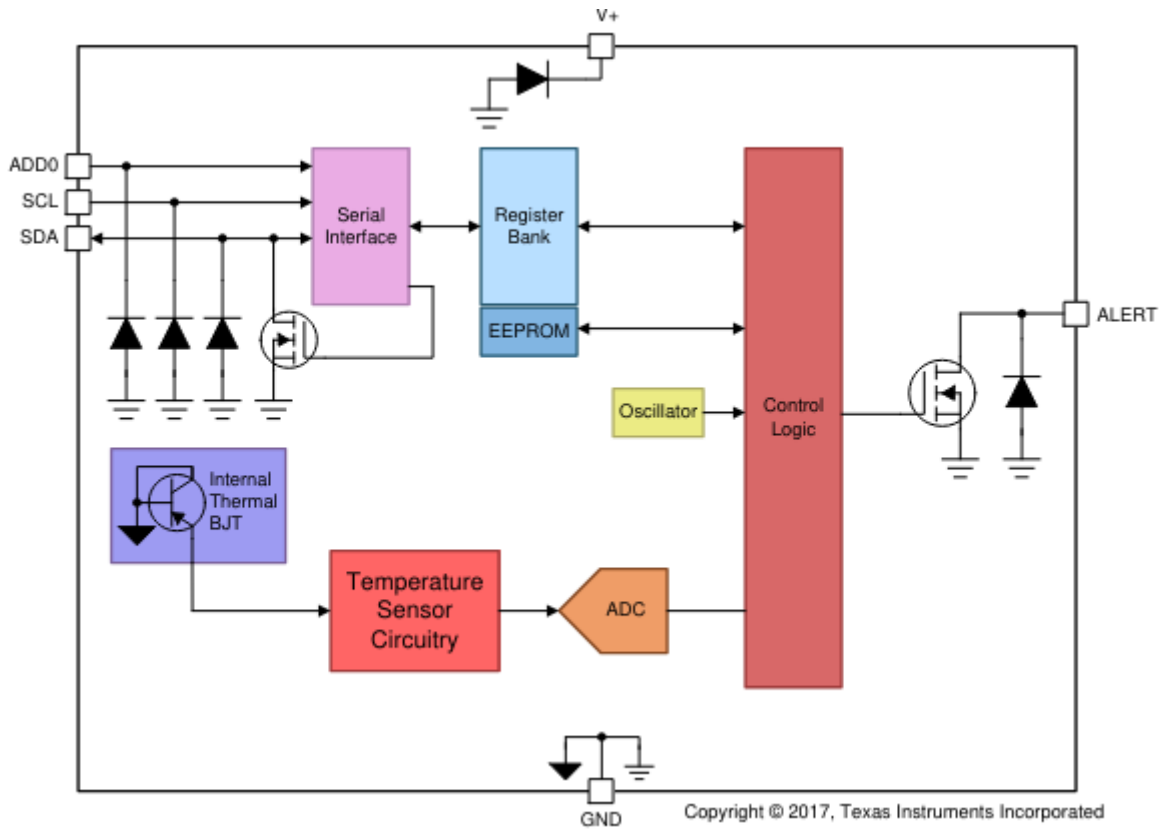 V+
ADD0
SCL
SDA
Serial
Interface
Register
Bank
EEPROM
ALERT
Oscillator
Control
Logic
Internal
Thermal
BJT
Temperature
Sensor
Circuitry
ADC
GND
Copyright © 2017, Texas Instruments Incorporated